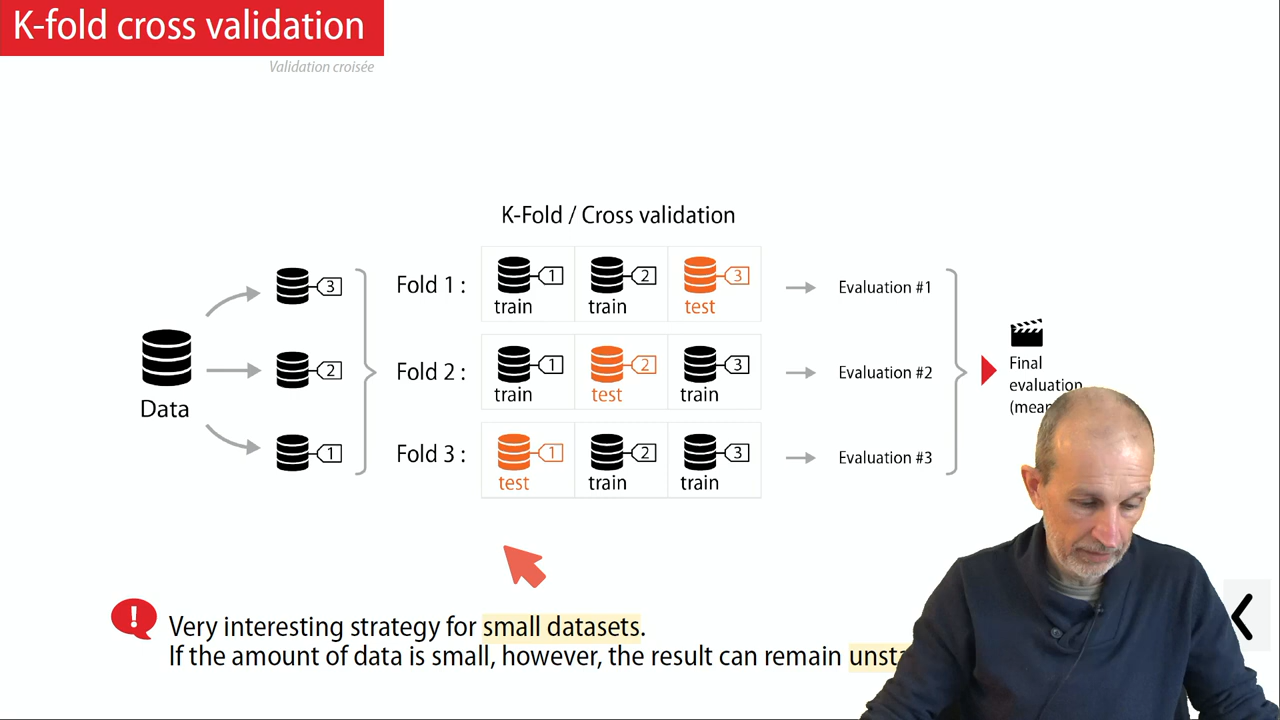 K-fold cross validation
Validation croisée
K-Fold / Cross validation
3
2
1
Data
Fold 1 :
1
2
3
train
train
test
Evaluation #1
Fold 2 :
1
2
3
train
test
train
Evaluation #2
Fold 3 :
1
2
3
test
train
train
Evaluation #3
Final
evaluation
!
Very interesting strategy for small datasets.
If the amount of data is small, however, the result can remain